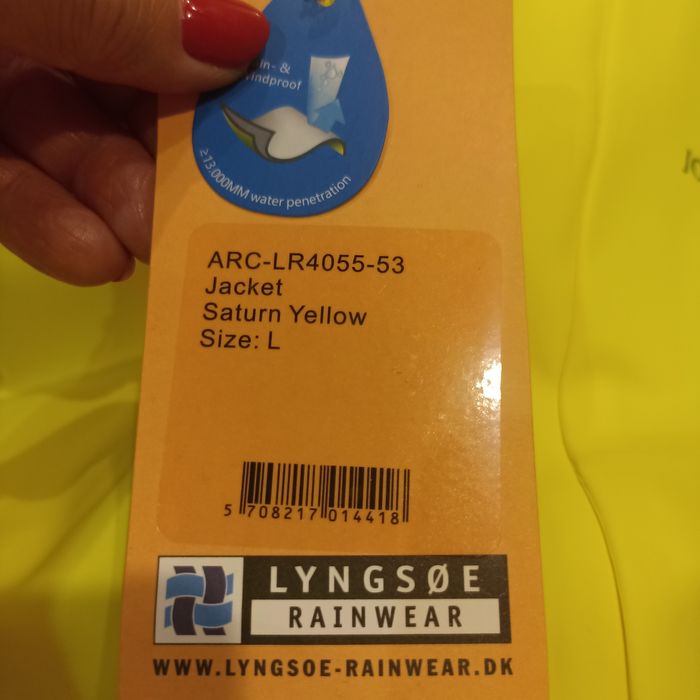 windproof
≥13.000MM water penetration
ARC-LR4055-53
Jacket
Saturn Yellow
Size: L
5 708217 014418
LYNGSØE
RAINWEAR
WWW.LYNGSOE-RAINWEAR.DK